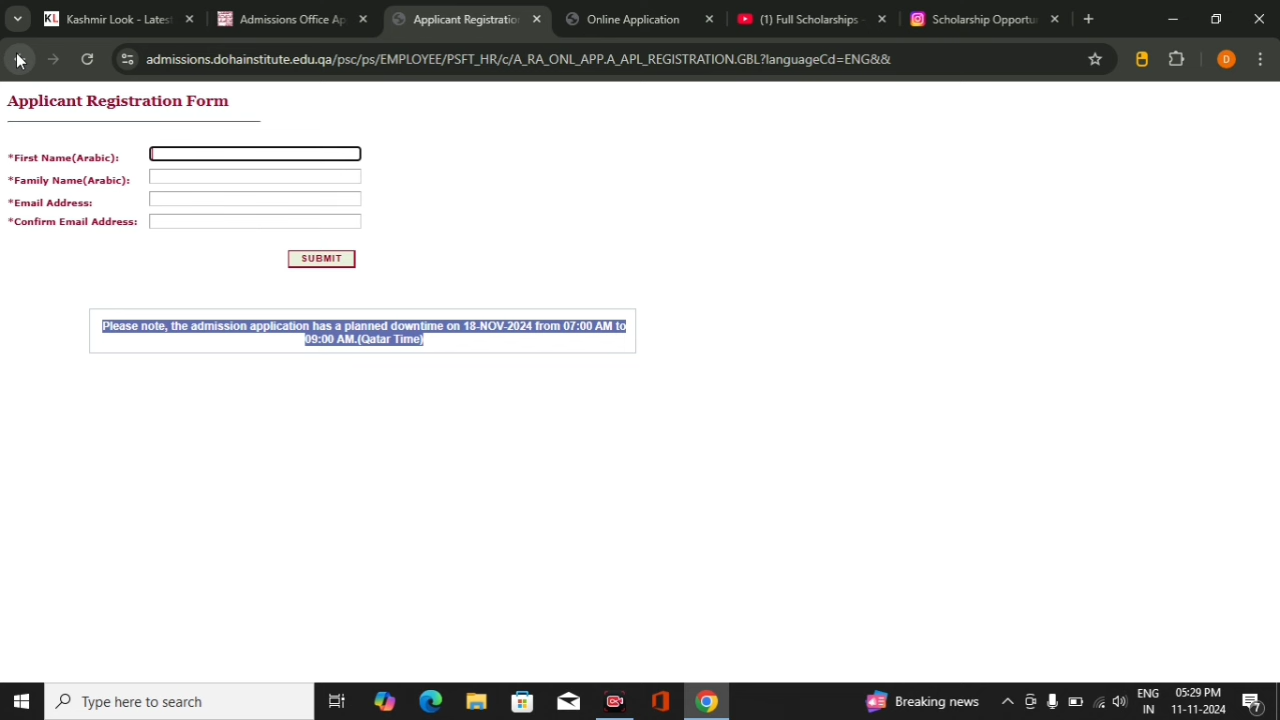 Kashmir Look - Latest
Admissions Office Ap
Applicant Registration
Online Application
(1) Full Scholarships -
Scholarship Opportu
admissions.dohainstitute.edu.qa/psc/ps/EMPLOYEE/PSFT_HR/c/A_RA_ONL_APP.A_APL_REGISTRATION.GBL?languageCd=ENG&&
D
Applicant Registration Form
*First Name(Arabic):
*Family Name(Arabic):
*Email Address:
*Confirm Email Address:
SUBMIT
Please note, the admission application has a planned downtime on 18-NOV-2024 from 07:00 AM to
09:00 AM.(Qatar Time)
Type here to search
Breaking news
ENG
IN
05:29 PM
11-11-2024
7